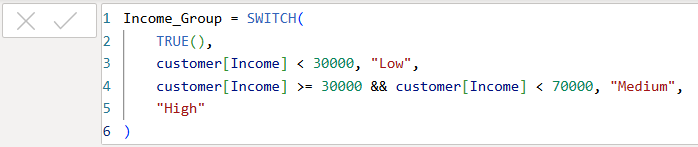 1 Income_Group = SWITCH(
2 TRUE(),
3 customer[Income] < 30000, "Low",
4 customer[Income] >= 30000 && customer[Income] < 70000, "Medium",
5 "High"
6 )